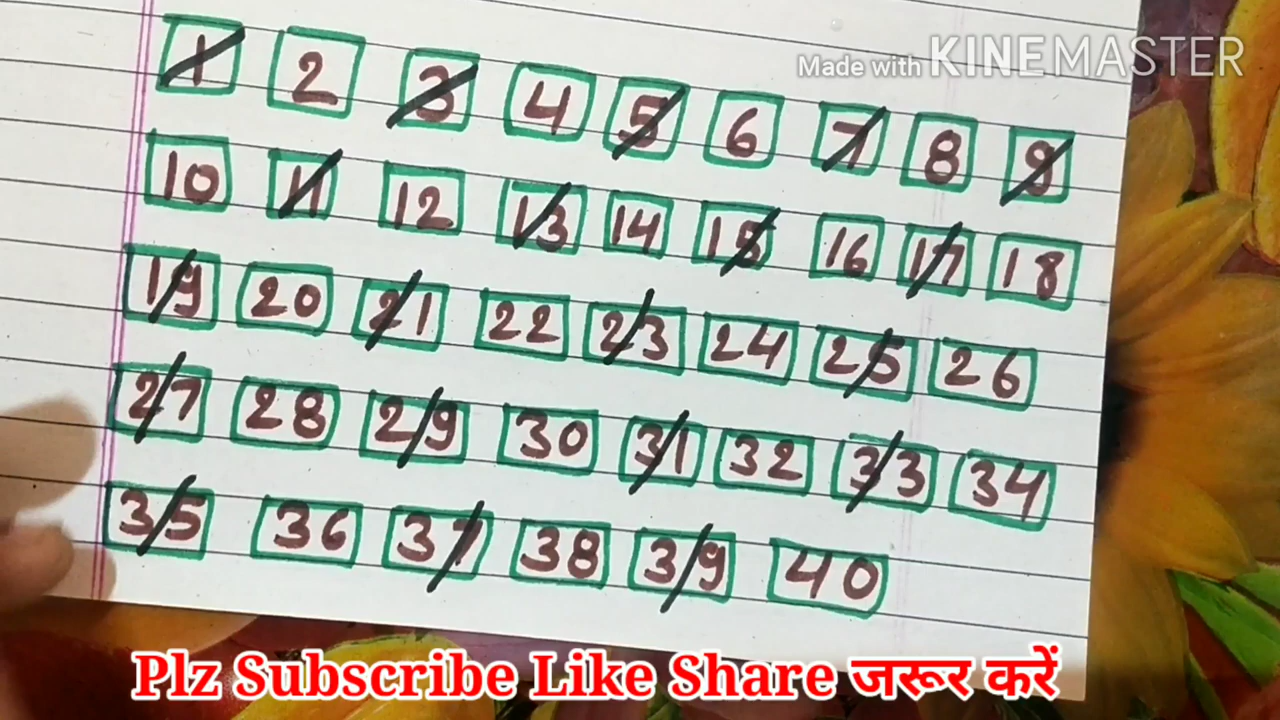 Made with KINEMASTER
1 2 3 4 5 6 7 8 9
10 11 12 13 14 15 16 17 18
19 20 21 22 23 24 25 26
27 28 29 30 31 32 33 34
35 36 37 38 39 40
Plz Subscribe Like Share जरूर करें